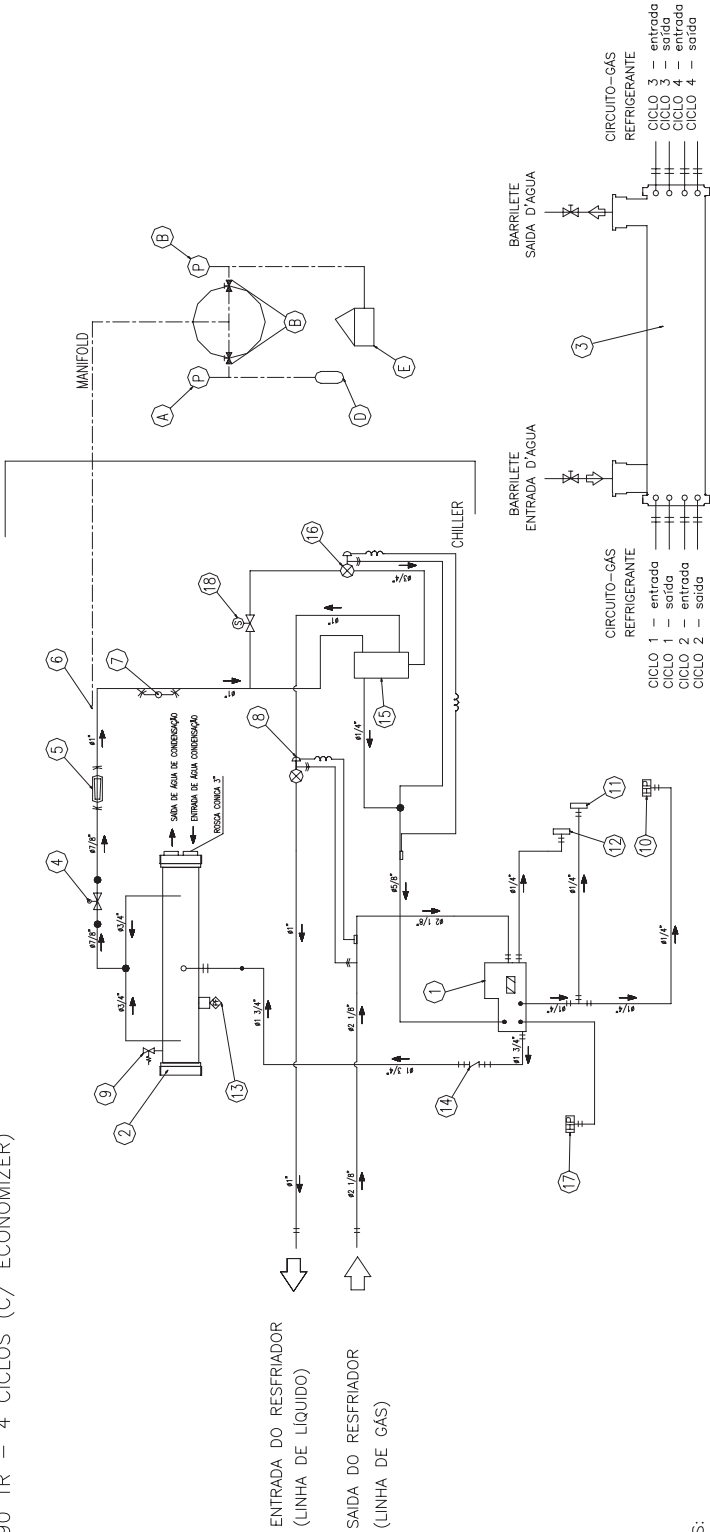 90 TR – 4 CICLOS (C/ ECONOMIZER)
MANIFOLD
A
P
B
P
B
D
E
CHILLER
9
2
13
4
5
6
7
18
16
8
15
14
1
12
11
10
17
3
ø7/8"
ø7/8"
ø1"
ø3/4"
ø3/4"
SAÍDA DE ÁGUA DE CONDENSAÇÃO
ENTRADA DE ÁGUA CONDENSAÇÃO
ROSCA CONICA 3"
ø1 3/4"
ø1"
S
ø1"
ø3/4"
ø1"
ø1"
ø1/4"
ø5/8"
ø2 1/8"
ø2 1/8"
ø2 1/8"
ø1 3/4"
ø1 3/4"
ø1/4"
ø1/4"
ø1/4"
ø1/4"
ø1/4"
P
P
ENTRADA DO RESFRIADOR
(LINHA DE LÍQUIDO)
SAIDA DO RESFRIADOR
(LINHA DE GÁS)
BARRILETE
ENTRADA D'AGUA
BARRILETE
SAIDA D'AGUA
CIRCUITO–GÁS
REFRIGERANTE
CICLO 1 – entrada
CICLO 1 – saída
CICLO 2 – entrada
CICLO 2 – saida
CIRCUITO–GÁS
REFRIGERANTE
CICLO 3 – entrada
CICLO 3 – saída
CICLO 4 – entrada
CICLO 4 – saída
S: